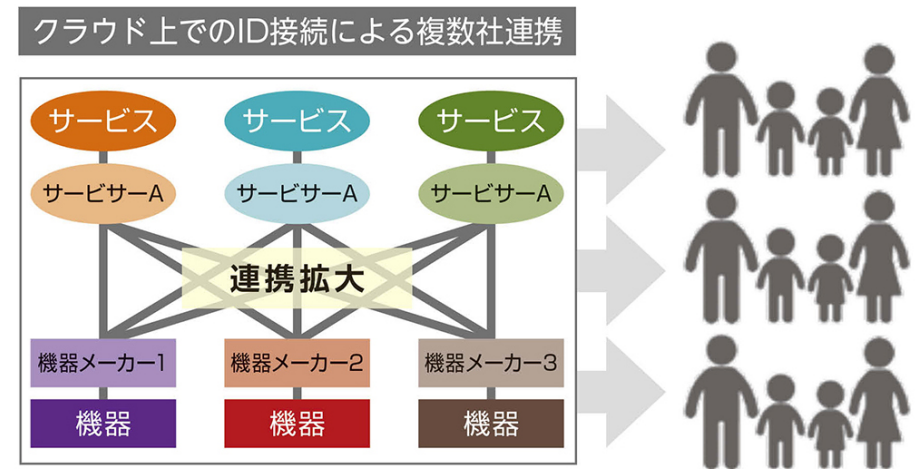 クラウド上でのID接続による複数社連携
サービス
サービス
サービス
サービサーA
サービサーA
サービサーA
連携拡大
機器メーカー1
機器メーカー2
機器メーカー3
機器
機器
機器